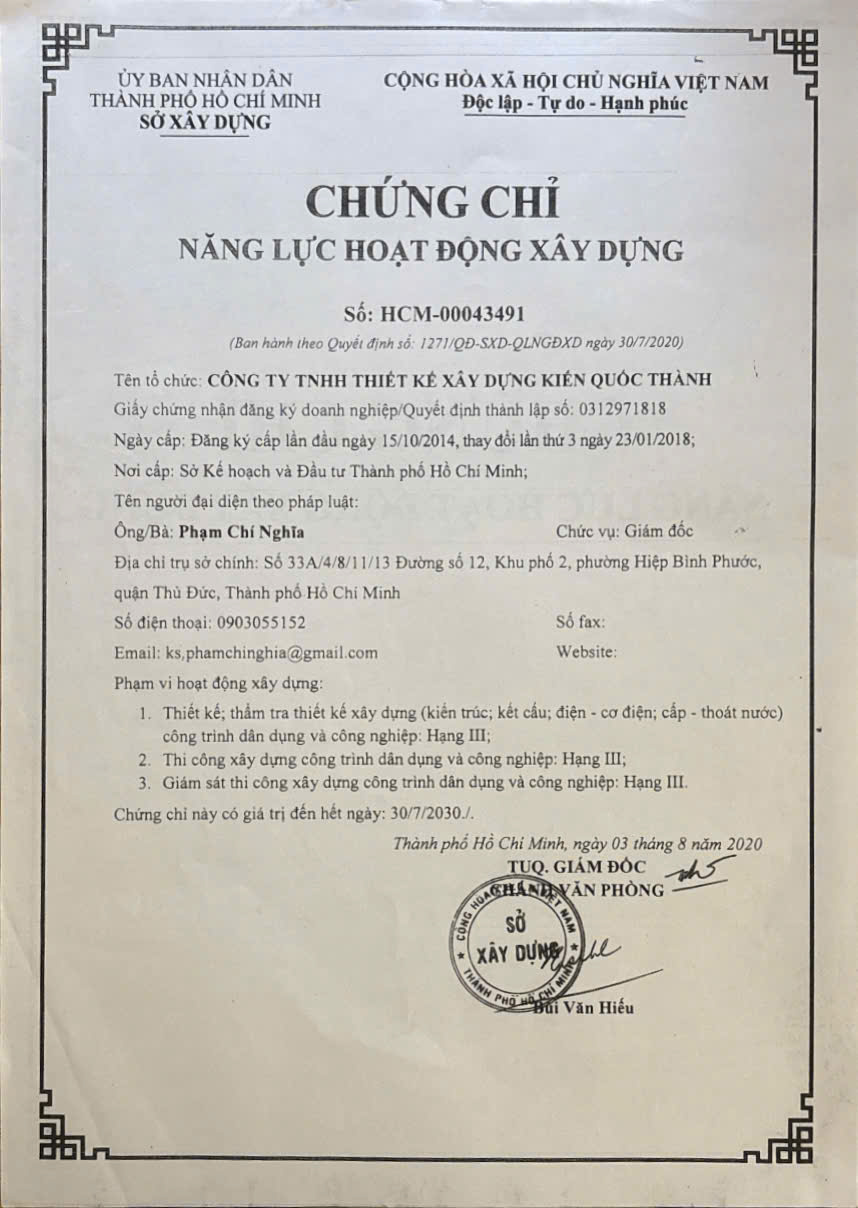 ỦY BAN NHÂN DÂN
THÀNH PHỐ HỒ CHÍ MINH
SỞ XÂY DỰNG
CỘNG HÒA XÃ HỘI CHỦ NGHĨA VIỆT NAM
Độc lập - Tự do - Hạnh phúc
CHỨNG CHỈ
NĂNG LỰC HOẠT ĐỘNG XÂY DỰNG
Số: HCM-00043491
(Ban hành theo Quyết định số: 1271/QĐ-SXD-QLNGĐXD ngày 30/7/2020)
Tên tổ chức: CÔNG TY TNHH THIẾT KẾ XÂY DỰNG KIẾN QUỐC THÀNH
Giấy chứng nhận đăng ký doanh nghiệp/Quyết định thành lập số: 0312971818
Ngày cấp: Đăng ký cấp lần đầu ngày 15/10/2014, thay đổi lần thứ 3 ngày 23/01/2018;
Nơi cấp: Sở Kế hoạch và Đầu tư Thành phố Hồ Chí Minh;
Tên người đại diện theo pháp luật:
Ông/Bà: Phạm Chí Nghĩa Chức vụ: Giám đốc
Địa chỉ trụ sở chính: Số 33A/4/8/11/13 Đường số 12, Khu phố 2, phường Hiệp Bình Phước,
quận Thủ Đức, Thành phố Hồ Chí Minh
Số điện thoại: 0903055152 Số fax:
Email: ks.phamchinghia@gmail.com Website:
Phạm vi hoạt động xây dựng:
1. Thiết kế; thẩm tra thiết kế xây dựng (kiến trúc; kết cấu; điện - cơ điện; cấp - thoát nước)
công trình dân dụng và công nghiệp: Hạng III;
2. Thi công xây dựng công trình dân dụng và công nghiệp: Hạng III;
3. Giám sát thi công xây dựng công trình dân dụng và công nghiệp: Hạng III.
Chứng chỉ này có giá trị đến hết ngày: 30/7/2030./.
Thành phố Hồ Chí Minh, ngày 03 tháng 8 năm 2020
TUQ. GIÁM ĐỐC
CHÁNH VĂN PHÒNG
SỞ
XÂY DỰNG
THÀNH PHỐ HỒ CHÍ MINH
Bùi Văn Hiếu